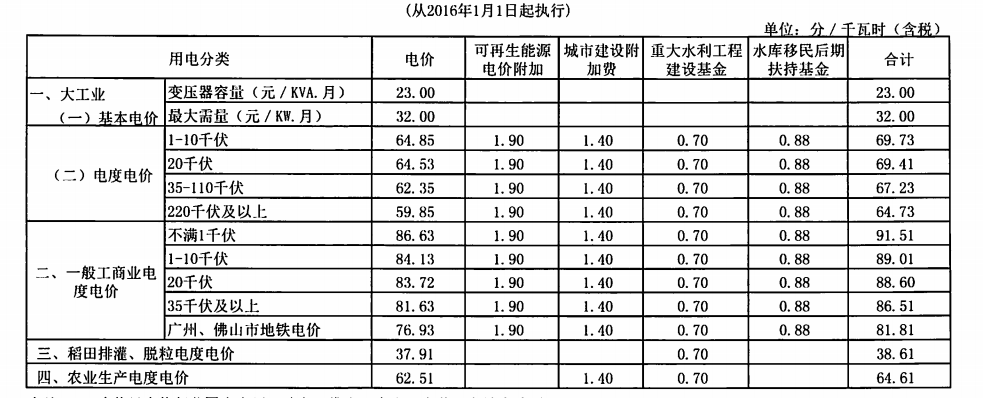 (从2016年1月1日起执行)
单位：分／千瓦时（含税）
用电分类 电价 可再生能源电价附加 城市建设附加费 重大水利工程建设基金 水库移民后期扶持基金 合计
一、大工业 变压器容量（元／KVA.月） 23.00 23.00
（一）基本电价 最大需量（元／KW.月） 32.00 32.00
（二）电度电价 1-10千伏 64.85 1.90 1.40 0.70 0.88 69.73
20千伏 64.53 1.90 1.40 0.70 0.88 69.41
35-110千伏 62.35 1.90 1.40 0.70 0.88 67.23
220千伏及以上 59.85 1.90 1.40 0.70 0.88 64.73
二、一般工商业电度电价 不满1千伏 86.63 1.90 1.40 0.70 0.88 91.51
1-10千伏 84.13 1.90 1.40 0.70 0.88 89.01
20千伏 83.72 1.90 1.40 0.70 0.88 88.60
35千伏及以上 81.63 1.90 1.40 0.70 0.88 86.51
广州、佛山市地铁电价 76.93 1.90 1.40 0.70 0.88 81.81
三、稻田排灌、脱粒电度电价 37.91 0.70 38.61
四、农业生产电度电价 62.51 1.40 0.70 64.61